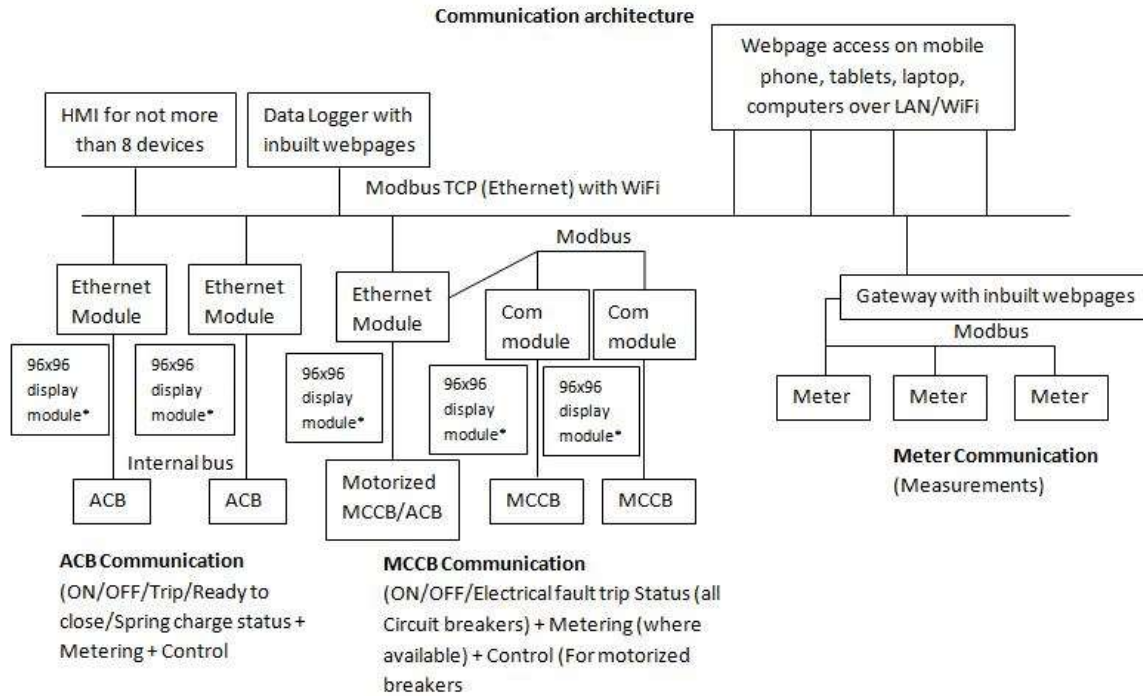 Communication architecture
Webpage access on mobile
phone, tablets, laptop,
computers over LAN/WiFi
HMI for not more
than 8 devices
Data Logger with
inbuilt webpages
Modbus TCP (Ethernet) with WiFi
Ethernet
Module
Ethernet
Module
Ethernet
Module
Modbus
Com
module
Com
module
Gateway with inbuilt webpages
Modbus
96x96
display
module*
96x96
display
module*
96x96
display
module*
96x96
display
module*
96x96
display
module*
Meter
Meter
Meter
Internal bus
ACB
ACB
Motorized
MCCB/ACB
MCCB
MCCB
Meter Communication
(Measurements)
ACB Communication
(ON/OFF/Trip/Ready to
close/Spring charge status +
Metering + Control
MCCB Communication
(ON/OFF/Electrical fault trip Status (all
Circuit breakers) + Metering (where
available) + Control (For motorized
breakers